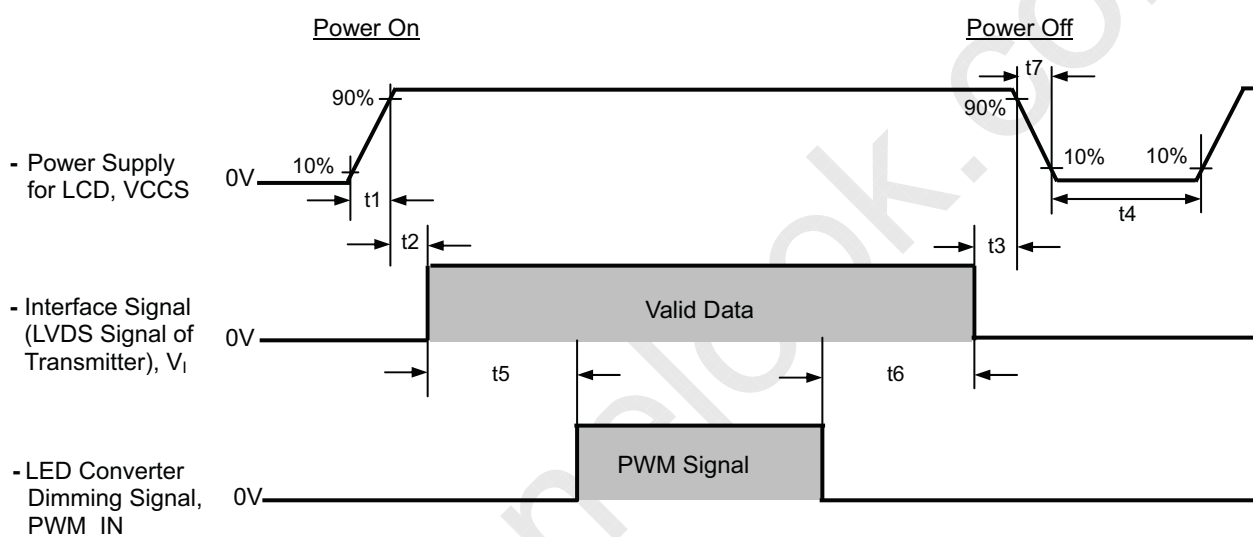 Power On
Power Off
t7
90%
90%
- Power Supply
for LCD, VCCS
0V
10%
10%
10%
t1
t4
t2
t3
- Interface Signal
(LVDS Signal of
Transmitter), VI
0V
Valid Data
t5
t6
- LED Converter
Dimming Signal,
PWM IN
0V
PWM Signal